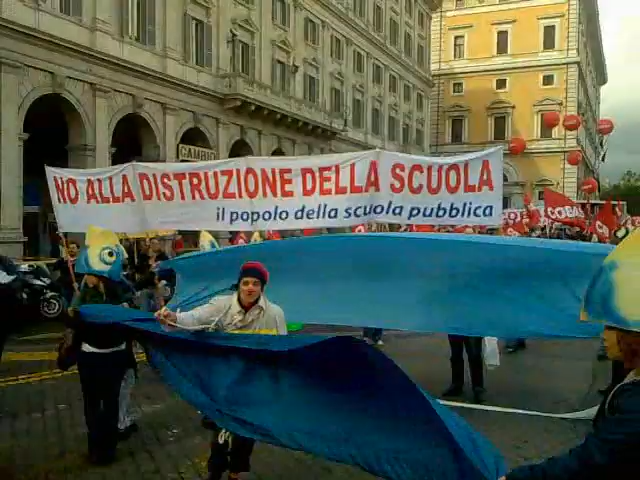 CAMBIO
NO ALLA DISTRUZIONE DELLA SCUOLA
il popolo della scuola pubblica
COBAS